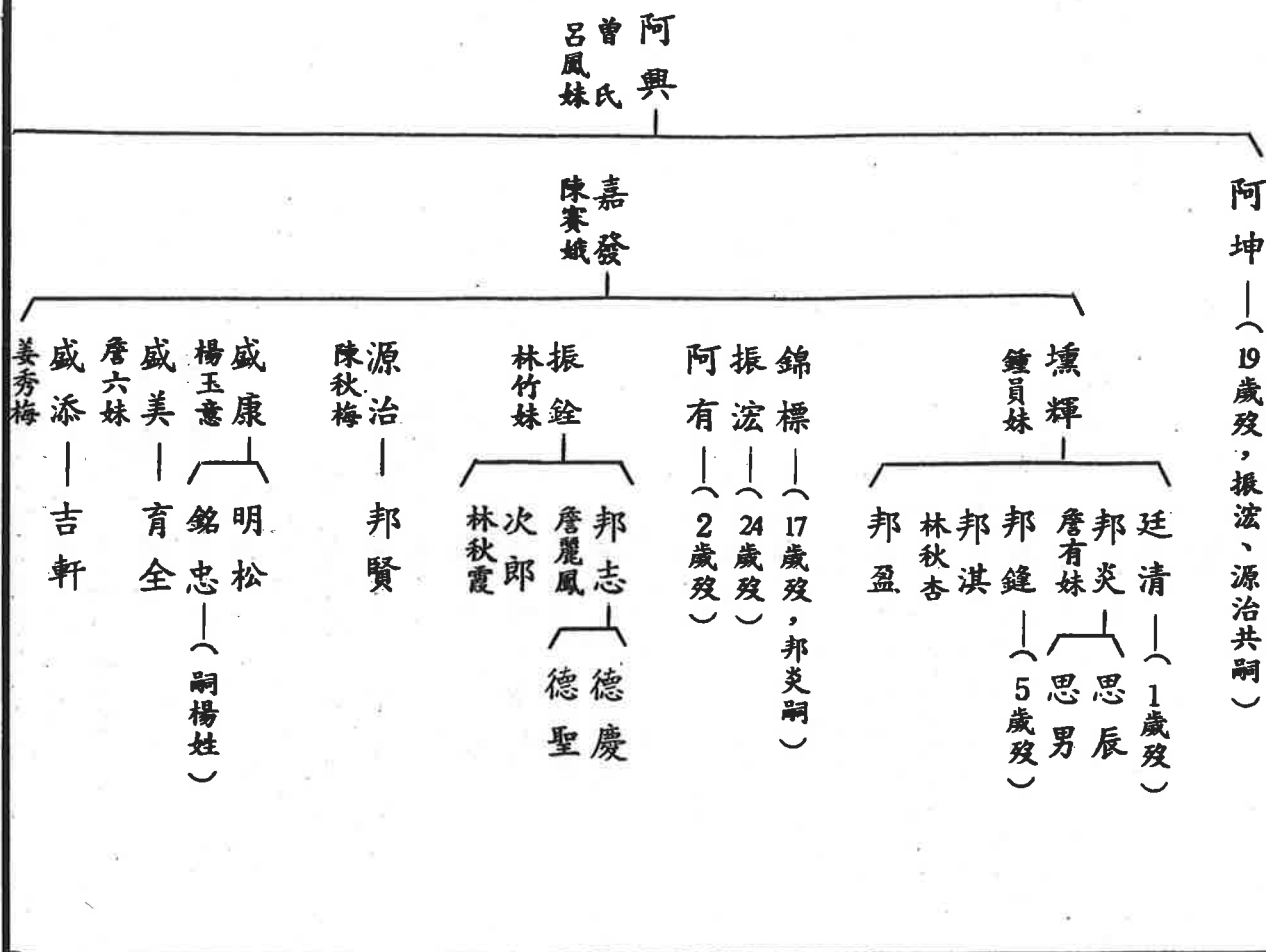 阿興
曾氏
呂鳳妹
阿坤
(19歲歿,振浤、源治共嗣)
嘉發
陳賽娥
壎輝
鍾員妹
錦標
(17歲歿,邦炎嗣)
振浤
(24歲歿)
阿有
(2歲歿)
振銓
林竹妹
源治
陳秋梅
盛康
楊玉意
盛美
詹六妹
盛添
姜秀梅
廷清
(1歲歿)
邦炎
詹有妹
邦鋒
(5歲歿)
邦淇
林秋杏
邦盈
邦志
詹麗鳳
次郎
林秋霞
邦賢
明松
銘忠
(嗣楊姓)
育全
吉軒
思辰
思男
德慶
德聖